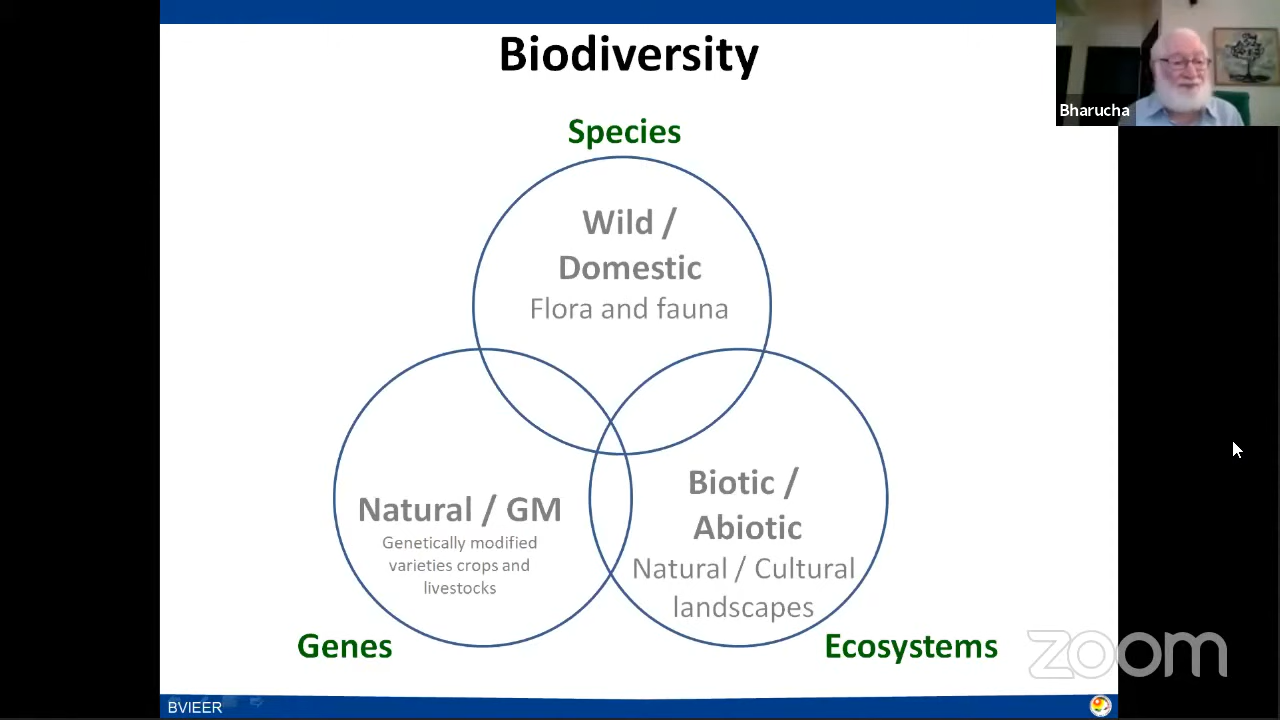 Biodiversity
Bharucha
Species
Wild /
Domestic
Flora and fauna
Natural / GM
Genetically modified
varieties crops and
livestocks
Biotic /
Abiotic
Natural / Cultural
landscapes
Genes
Ecosystems
zoom
BVIEER